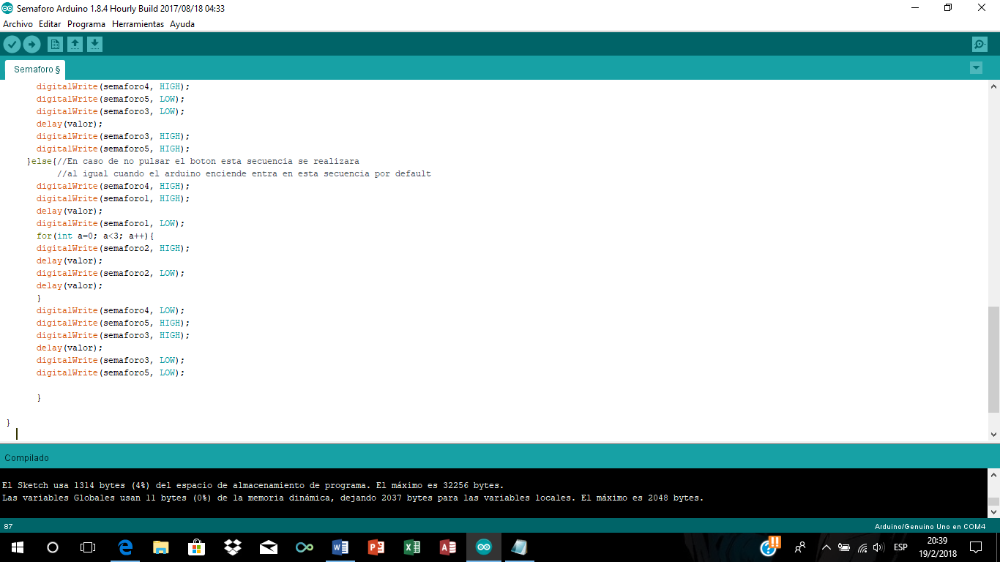 Semaforo Arduino 1.8.4 Hourly Build 2017/08/18 04:33
Archivo Editar Programa Herramientas Ayuda
Semaforo §
digitalWrite(semaforo4, HIGH);
digitalWrite(semaforo5, LOW);
digitalWrite(semaforo3, LOW);
delay(valor);
digitalWrite(semaforo3, HIGH);
digitalWrite(semaforo5, HIGH);
}else{//En caso de no pulsar el boton esta secuencia se realizara
//al igual cuando el arduino enciende entra en esta secuencia por default
digitalWrite(semaforo4, HIGH);
digitalWrite(semaforo1, HIGH);
delay(valor);
digitalWrite(semaforo1, LOW);
for(int a=0; a<3; a++){
digitalWrite(semaforo2, HIGH);
delay(valor);
digitalWrite(semaforo2, LOW);
delay(valor);
}
digitalWrite(semaforo4, LOW);
digitalWrite(semaforo5, HIGH);
digitalWrite(semaforo3, HIGH);
delay(valor);
digitalWrite(semaforo3, LOW);
digitalWrite(semaforo5, LOW);
}
}
Compilado
El Sketch usa 1314 bytes (4%) del espacio de almacenamiento de programa. El máximo es 32256 bytes.
Las variables Globales usan 11 bytes (0%) de la memoria dinámica, dejando 2037 bytes para las variables locales. El máximo es 2048 bytes.
87 Arduino/Genuino Uno en COM4
ESP 20:39
19/2/2018